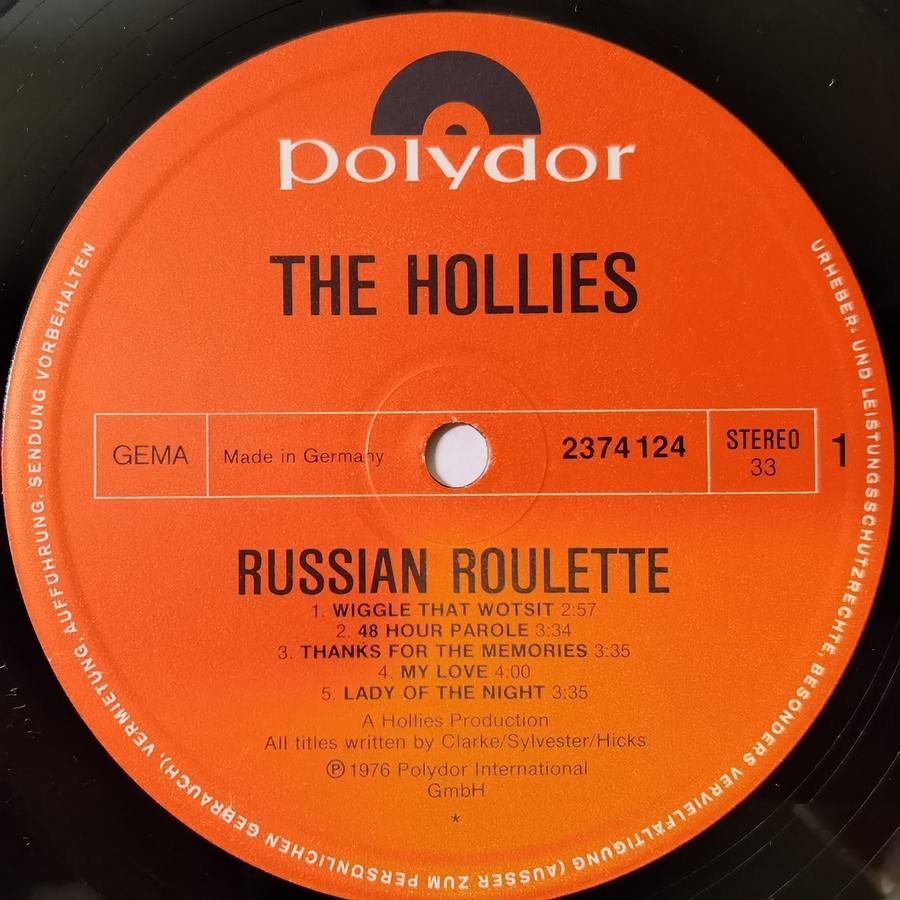 polydor
THE HOLLIES
GEMA
Made in Germany
2374 124
STEREO
33
1
RUSSIAN ROULETTE
1. WIGGLE THAT WOTSIT 2:57
2. 48 HOUR PAROLE 3:34
3. THANKS FOR THE MEMORIES 3:35
4. MY LOVE 4:00
5. LADY OF THE NIGHT 3:35
A Hollies Production
All titles written by Clarke/Sylvester/Hicks
Ⓟ 1976 Polydor International
GmbH
*
URHEBER- UND LEISTUNGSSCHUTZRECHTE, BESONDERS VERVIELFÄLTIGUNG (AUSSER ZUM PERSÖNLICHEN GEBRAUCH), VERMIETUNG, AUFFÜHRUNG, SENDUNG VORBEHALTEN